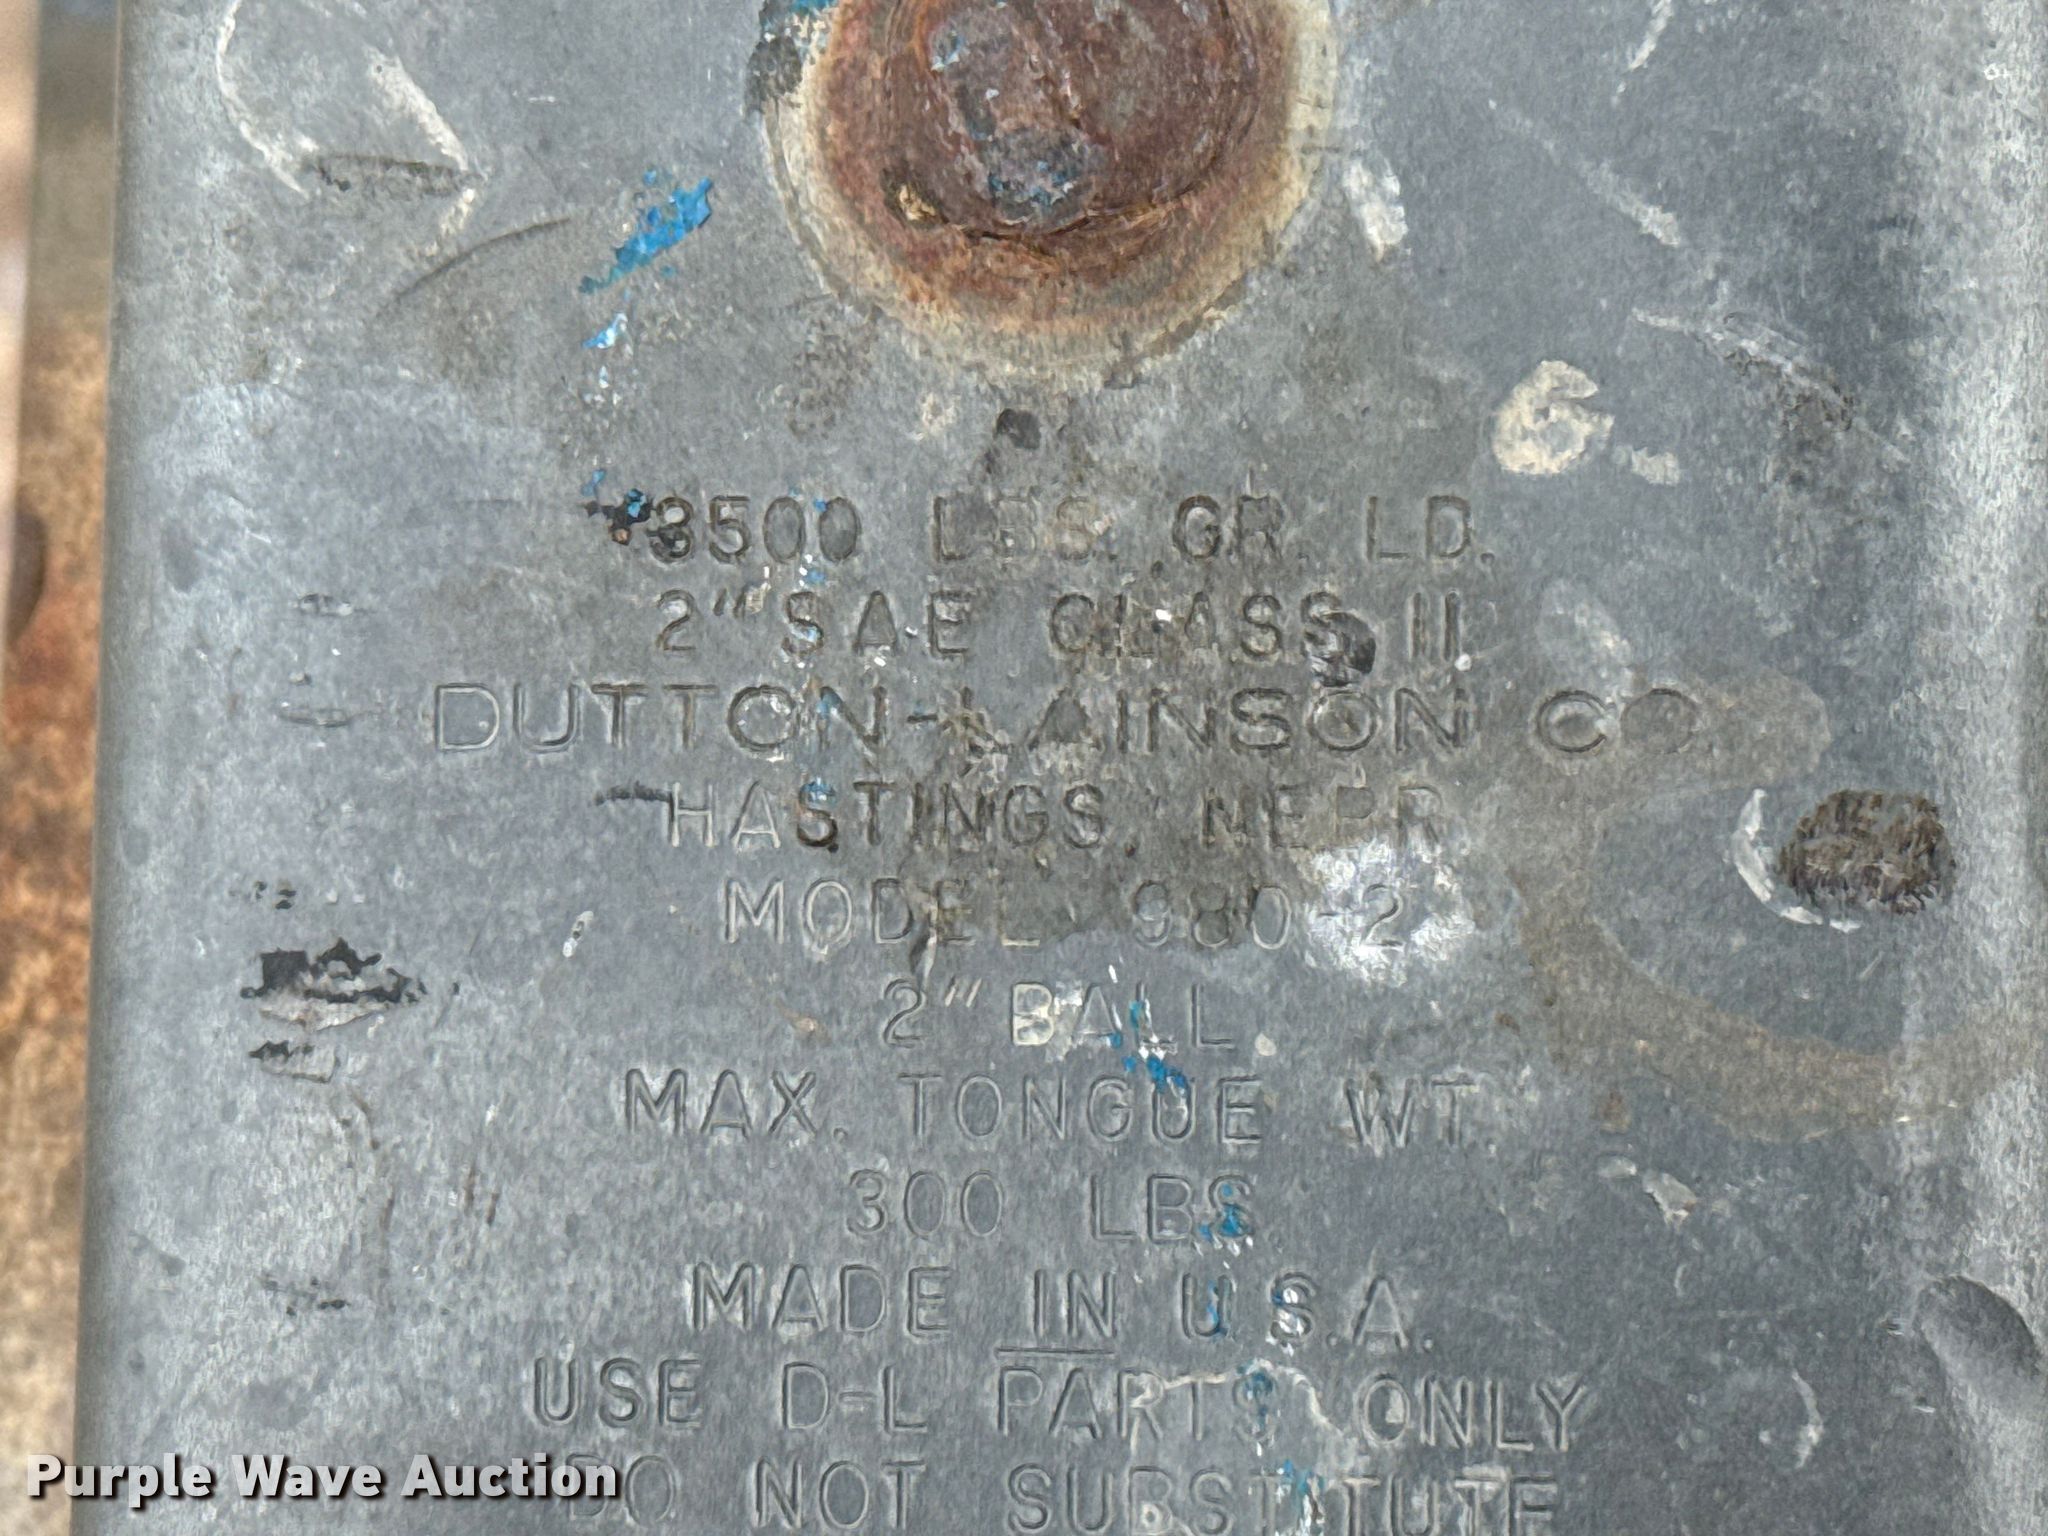 3500 LBS. GR. LD.
2" SAE CLASS II
DUTTON-LAINSON CO.
HASTINGS, NEBR.
MODEL 980-2
2" BALL
MAX. TONGUE WT.
300 LBS.
MADE IN U.S.A.
USE D-L PARTS ONLY
DO NOT SUBSTITUTE
Purple Wave Auction